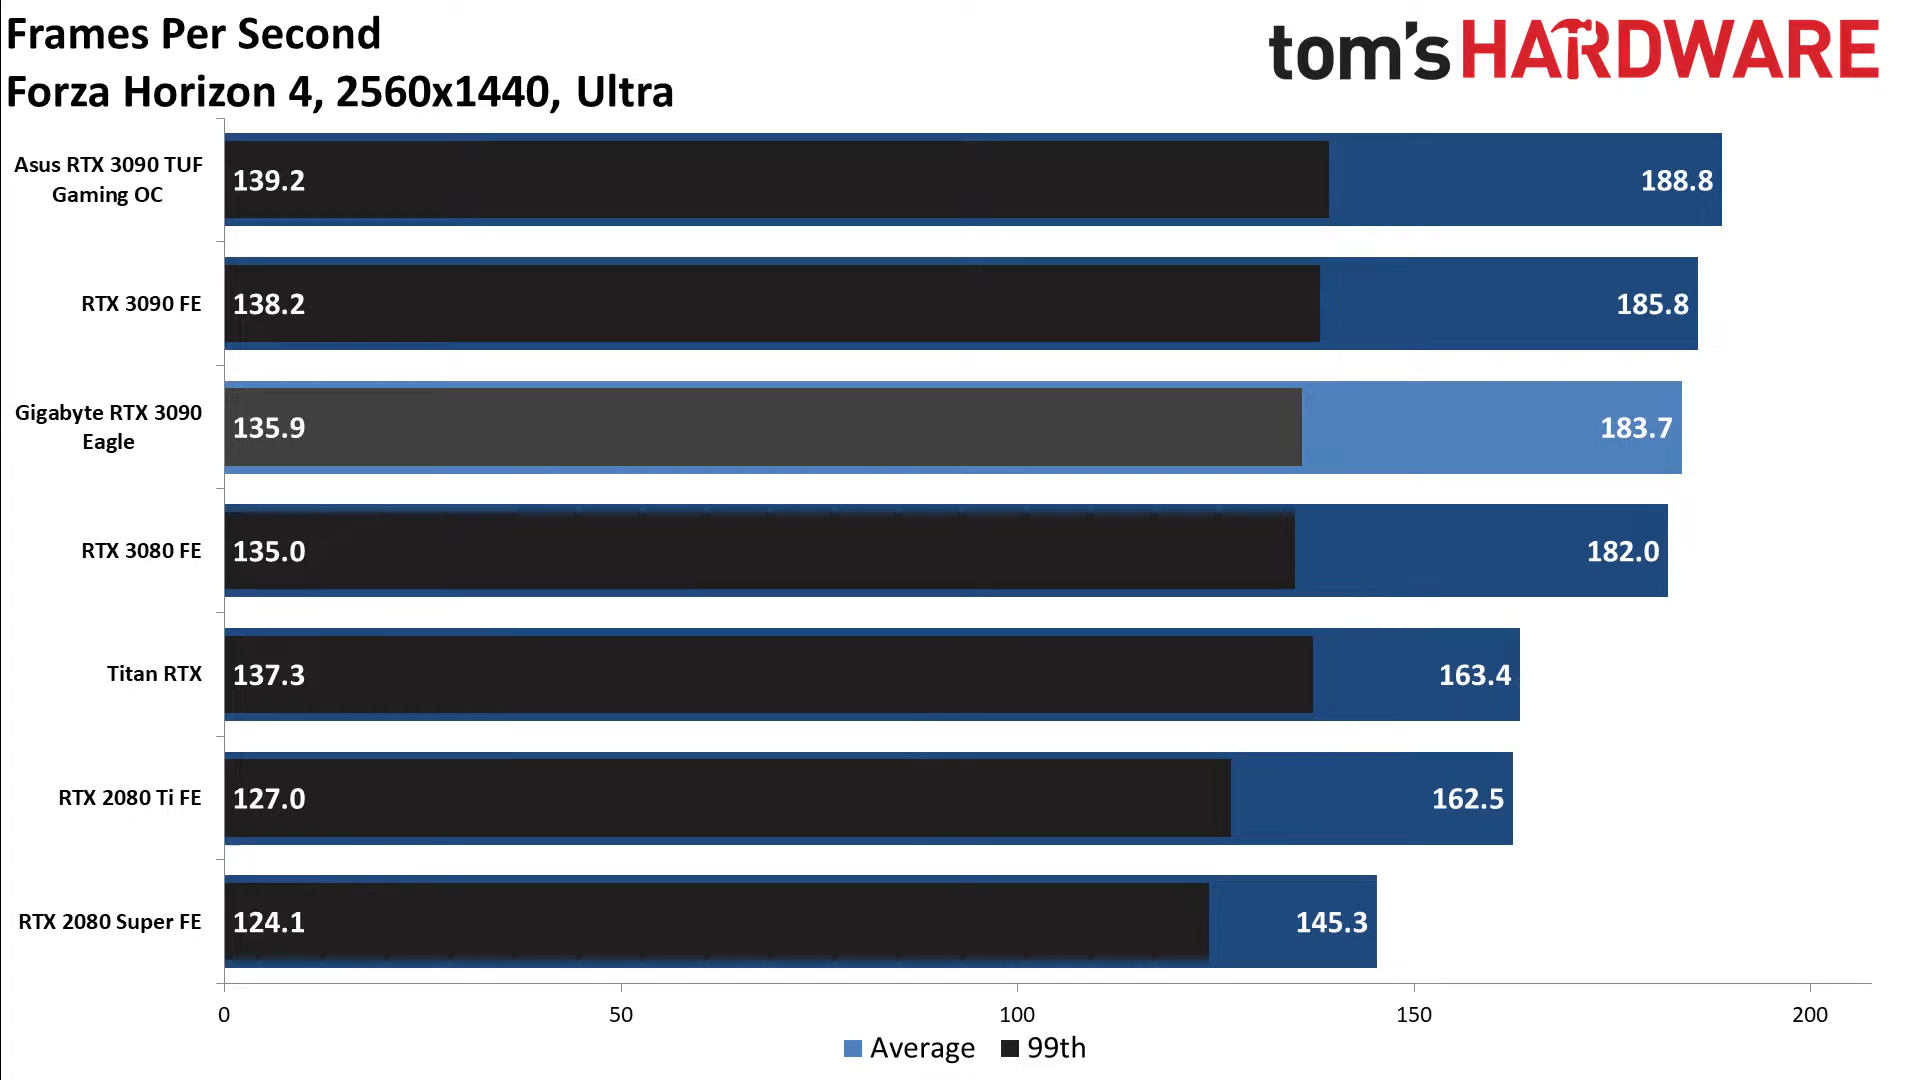 Frames Per Second
Forza Horizon 4, 2560x1440, Ultra
tom's HARDWARE
Asus RTX 3090 TUF
Gaming OC
139.2
188.8
RTX 3090 FE
138.2
185.8
Gigabyte RTX 3090
Eagle
135.9
183.7
RTX 3080 FE
135.0
182.0
Titan RTX
137.3
163.4
RTX 2080 Ti FE
127.0
162.5
RTX 2080 Super FE
124.1
145.3
0 50 100 150 200
Average 99th